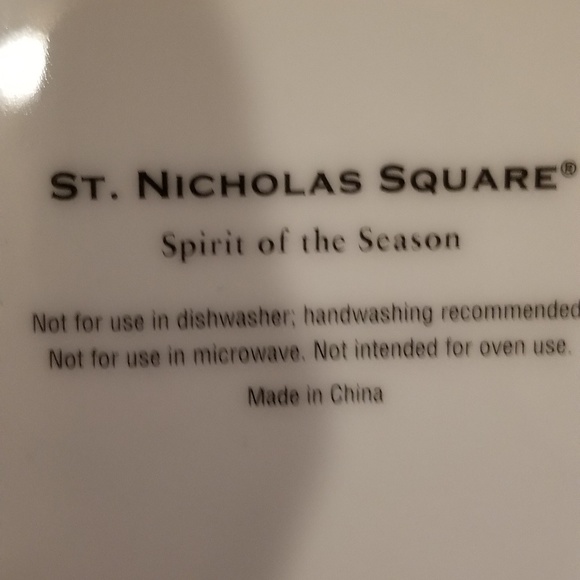 ST. NICHOLAS SQUARE®
Spirit of the Season
Not for use in dishwasher; handwashing recommended
Not for use in microwave. Not intended for oven use.
Made in China